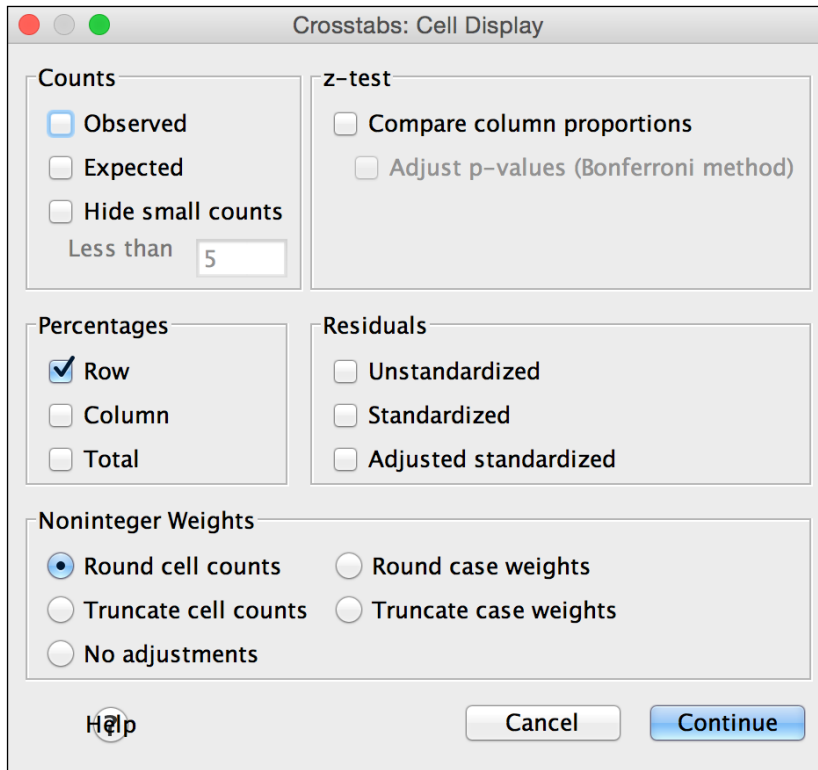 Crosstabs: Cell Display
Counts
Observed
Expected
Hide small counts
Less than 5
z-test
Compare column proportions
Adjust p-values (Bonferroni method)
Percentages
Row
Column
Total
Residuals
Unstandardized
Standardized
Adjusted standardized
Noninteger Weights
Round cell counts
Round case weights
Truncate cell counts
Truncate case weights
No adjustments
Help
?
Cancel
Continue